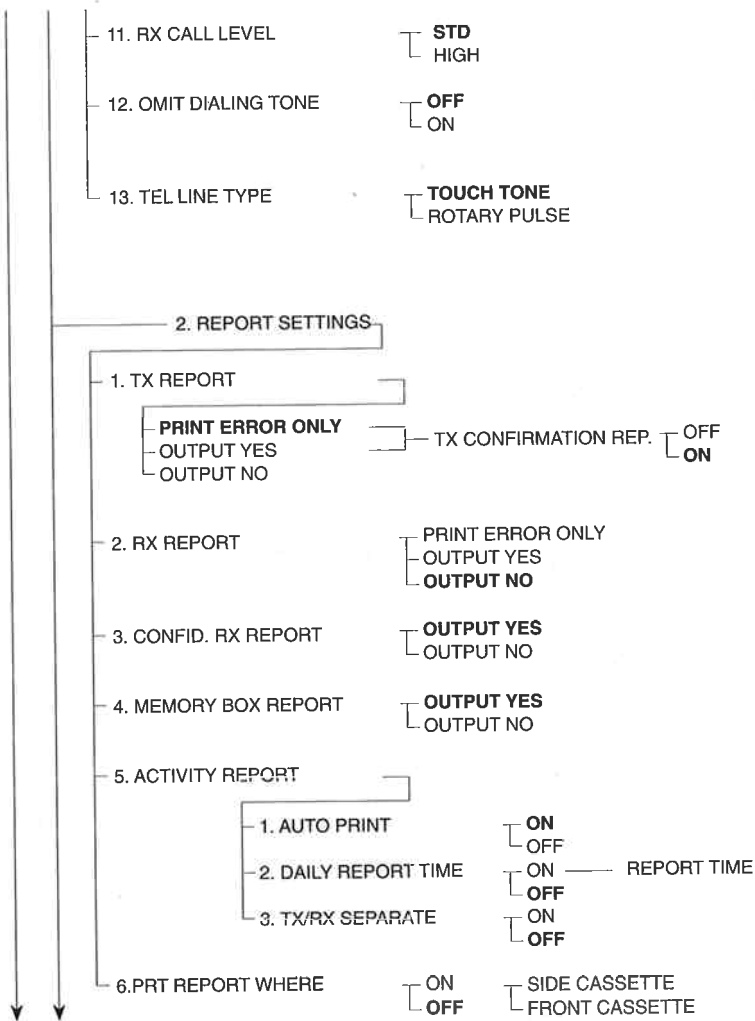 11. RX CALL LEVEL STD
HIGH
12. OMIT DIALING TONE OFF
ON
13. TEL LINE TYPE TOUCH TONE
ROTARY PULSE
2. REPORT SETTINGS
1. TX REPORT
PRINT ERROR ONLY
OUTPUT YES
OUTPUT NO
TX CONFIRMATION REP. OFF
ON
2. RX REPORT PRINT ERROR ONLY
OUTPUT YES
OUTPUT NO
3. CONFID. RX REPORT OUTPUT YES
OUTPUT NO
4. MEMORY BOX REPORT OUTPUT YES
OUTPUT NO
5. ACTIVITY REPORT
1. AUTO PRINT ON
OFF
2. DAILY REPORT TIME ON REPORT TIME
OFF
3. TX/RX SEPARATE ON
OFF
6.PRT REPORT WHERE ON SIDE CASSETTE
OFF FRONT CASSETTE